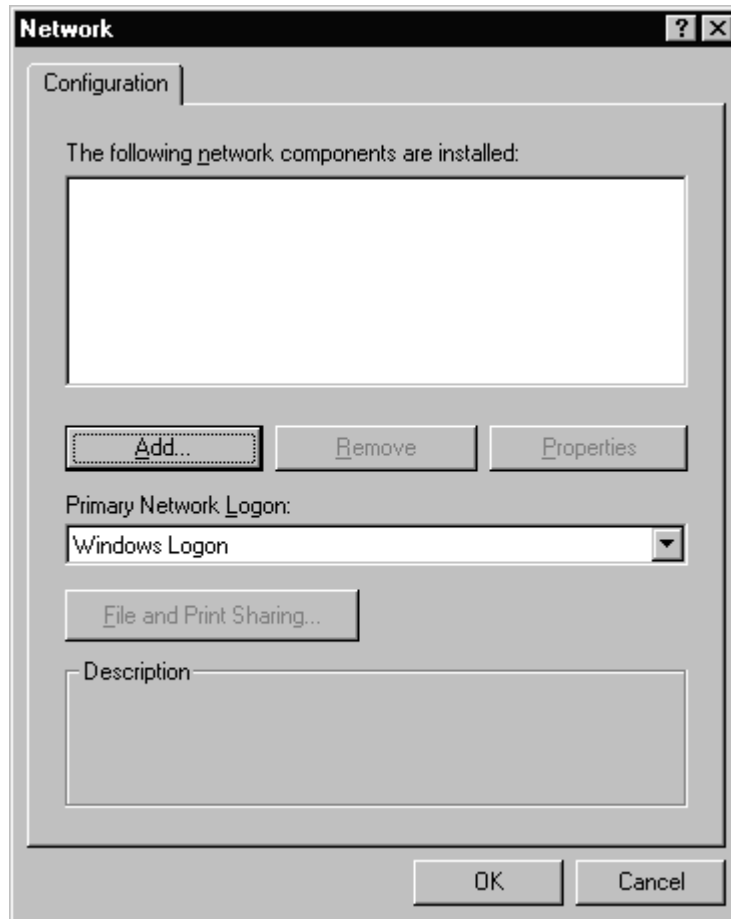 Network
Configuration
The following network components are installed:
Add... Remove Properties
Primary Network Logon:
Windows Logon
File and Print Sharing...
Description
OK Cancel